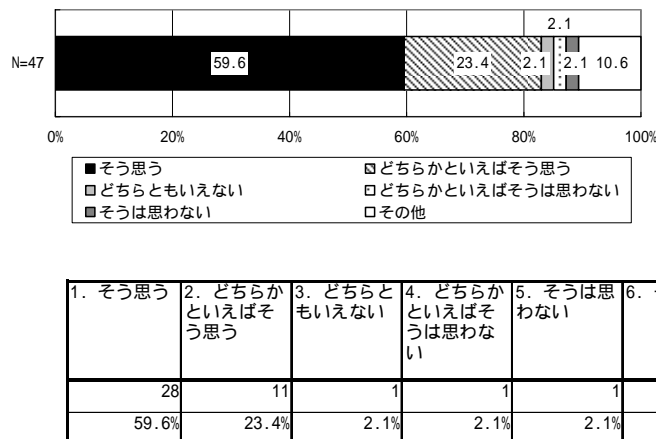 2.1
N=47
59.6
23.4
2.1
2.1
10.6
0%
20%
40%
60%
80%
100%
■そう思う
どちらかといえばそう思う
どちらともいえない
どちらかといえばそうは思わない
そうは思わない
□その他
1. そう思う
2. どちらか
といえばそ
う思う
3. どちらと
もいえない
4. どちらか
といえばそ
うは思わな
い
5. そうは思
わない
6.
28
11
1
1
1
59.6%
23.4%
2.1%
2.1%
2.1%